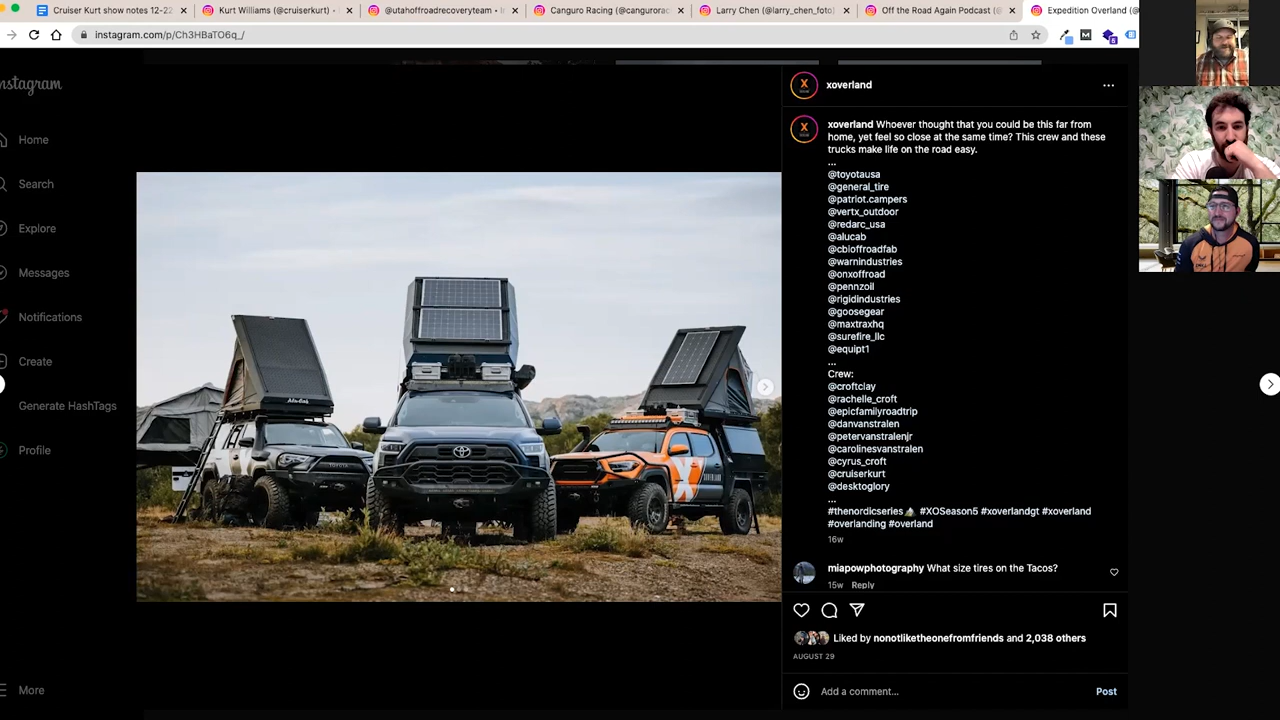 Cruiser Kurt show notes 12-22
Kurt Williams (@cruiserkurt)
@utahoffroadrecoveryteam •
Canguro Racing (@cangurorac
Larry Chen (@larry_chen_foto)
Off the Road Again Podcast (@
Expedition Overland (@
instagram.com/p/Ch3HBaTO6q_/
nstagram
Home
Search
Explore
Messages
Notifications
Create
Generate HashTags
Profile
More
Alu-Cab
TOYOTA
X
xoverland
xoverland Whoever thought that you could be this far from
home, yet feel so close at the same time? This crew and these
trucks make life on the road easy.
...
@toyotausa
@general_tire
@patriot.campers
@vertx_outdoor
@redarc_usa
@alucab
@cbioffroadfab
@warnindustries
@onxoffroad
@pennzoil
@rigidindustries
@goosegear
@maxtraxhq
@surefire_llc
@equipt1
...
Crew:
@croftclay
@rachelle_croft
@epicfamilyroadtrip
@danvanstralen
@petervanstralenjr
@carolinesvanstralen
@cyrus_croft
@cruiserkurt
@desktoglory
...
#thenordicseries🏔 #XOSeason5 #xoverlandgt #xoverland
#overlanding #overland
16w
miapowphotography What size tires on the Tacos?
15w Reply
Liked by nonotliketheonefromfriends and 2,038 others
AUGUST 29
Add a comment...
Post